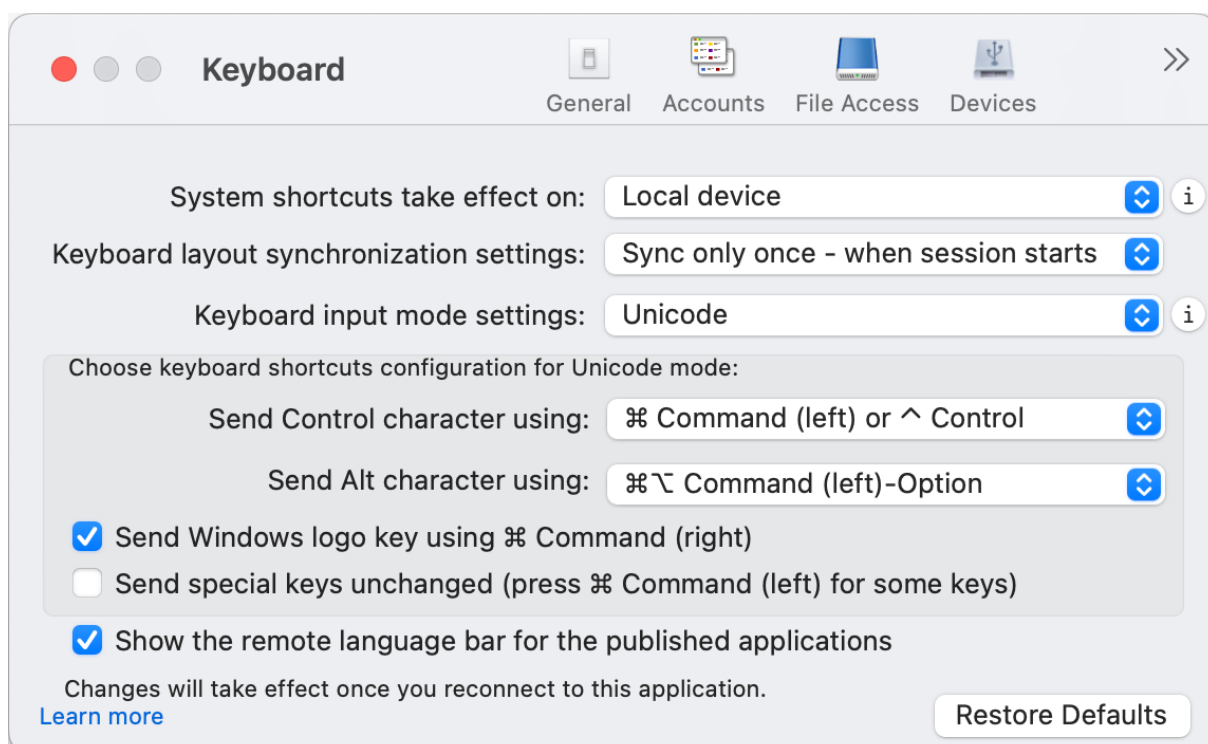 Keyboard
General Accounts File Access Devices
System shortcuts take effect on: Local device i
Keyboard layout synchronization settings: Sync only once - when session starts
Keyboard input mode settings: Unicode i
Choose keyboard shortcuts configuration for Unicode mode:
Send Control character using: ⌘ Command (left) or ^ Control
Send Alt character using: ⌘⌥ Command (left)-Option
Send Windows logo key using ⌘ Command (right)
Send special keys unchanged (press ⌘ Command (left) for some keys)
Show the remote language bar for the published applications
Changes will take effect once you reconnect to this application.
Learn more
Restore Defaults